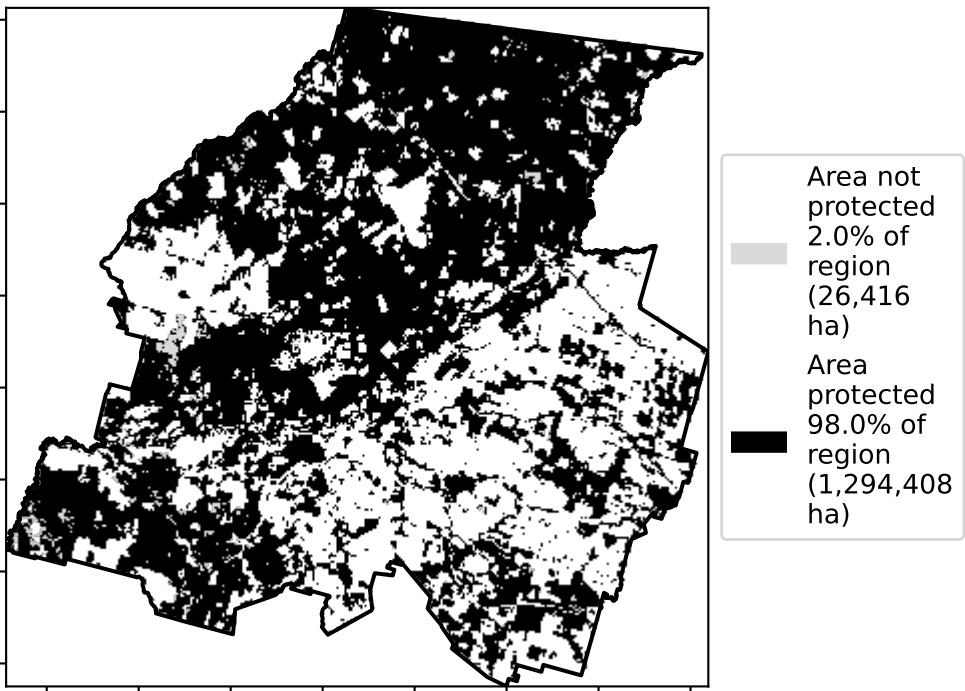 Area not
protected
2.0% of
region
(26,416
ha)
Area
protected
98.0% of
region
(1,294,408
ha)